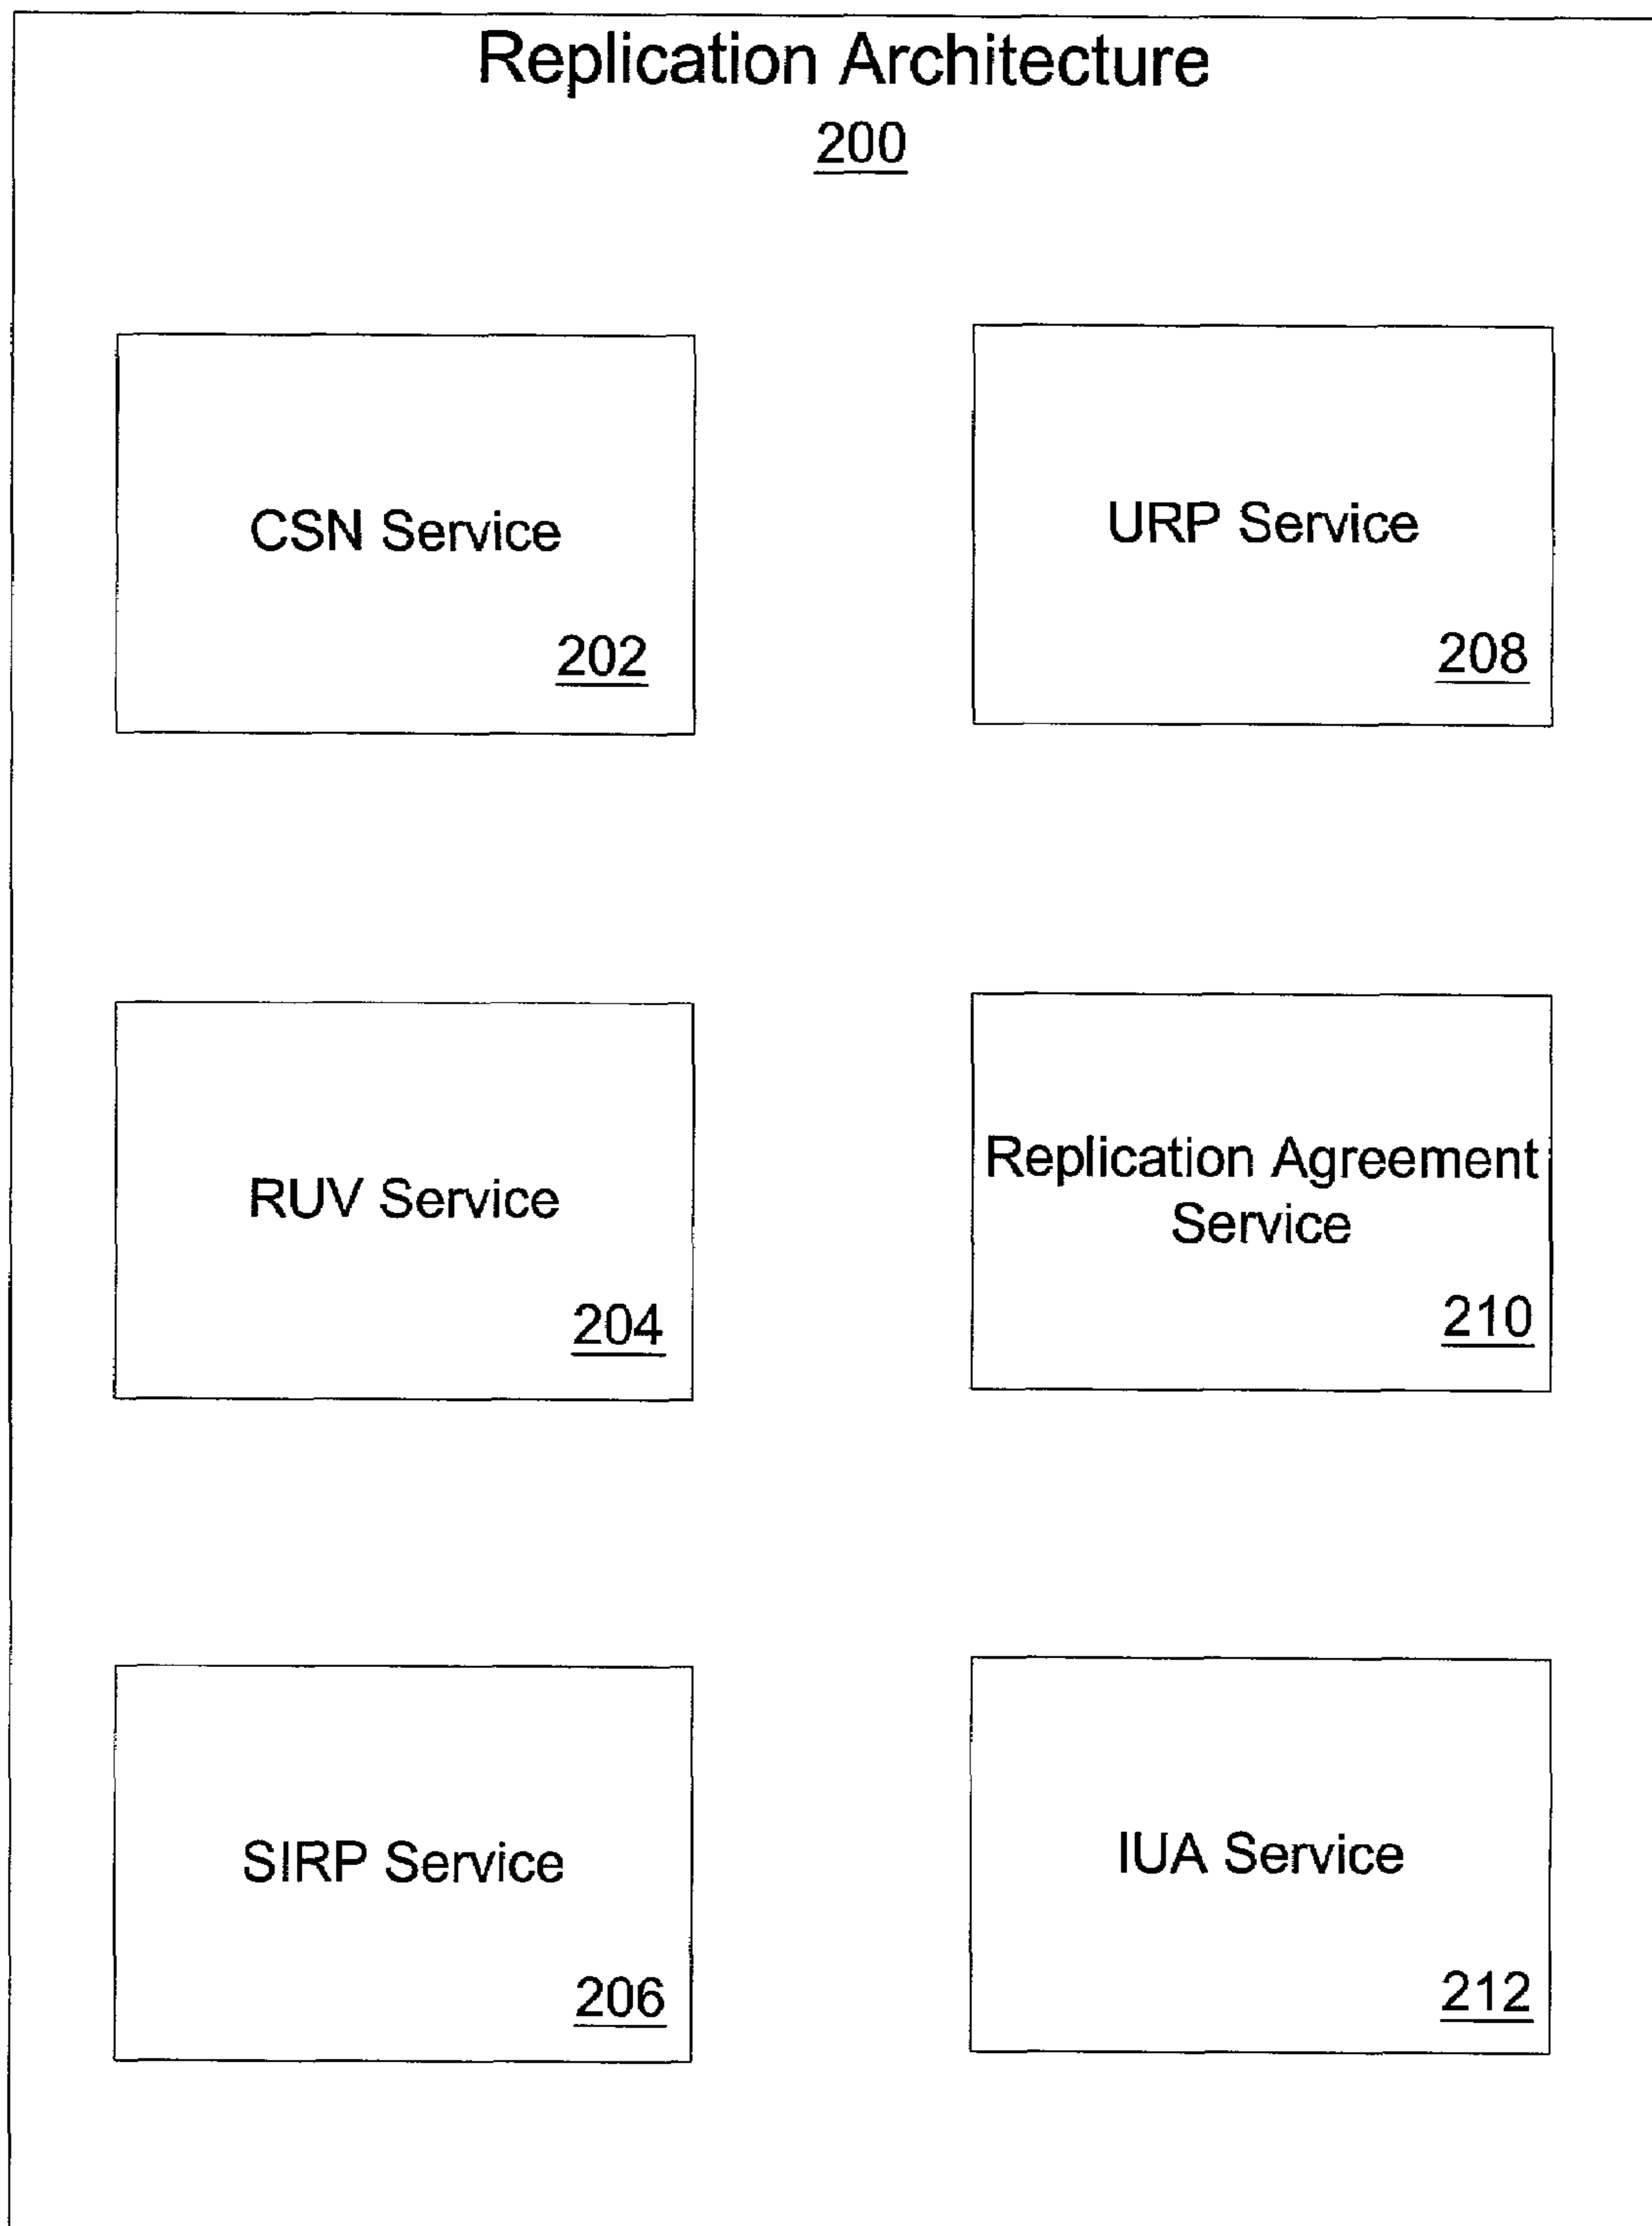 Replication Architecture
200
CSN Service
202
URP Service
208
RUV Service
204
Replication Agreement
Service
210
SIRP Service
206
IUA Service
212